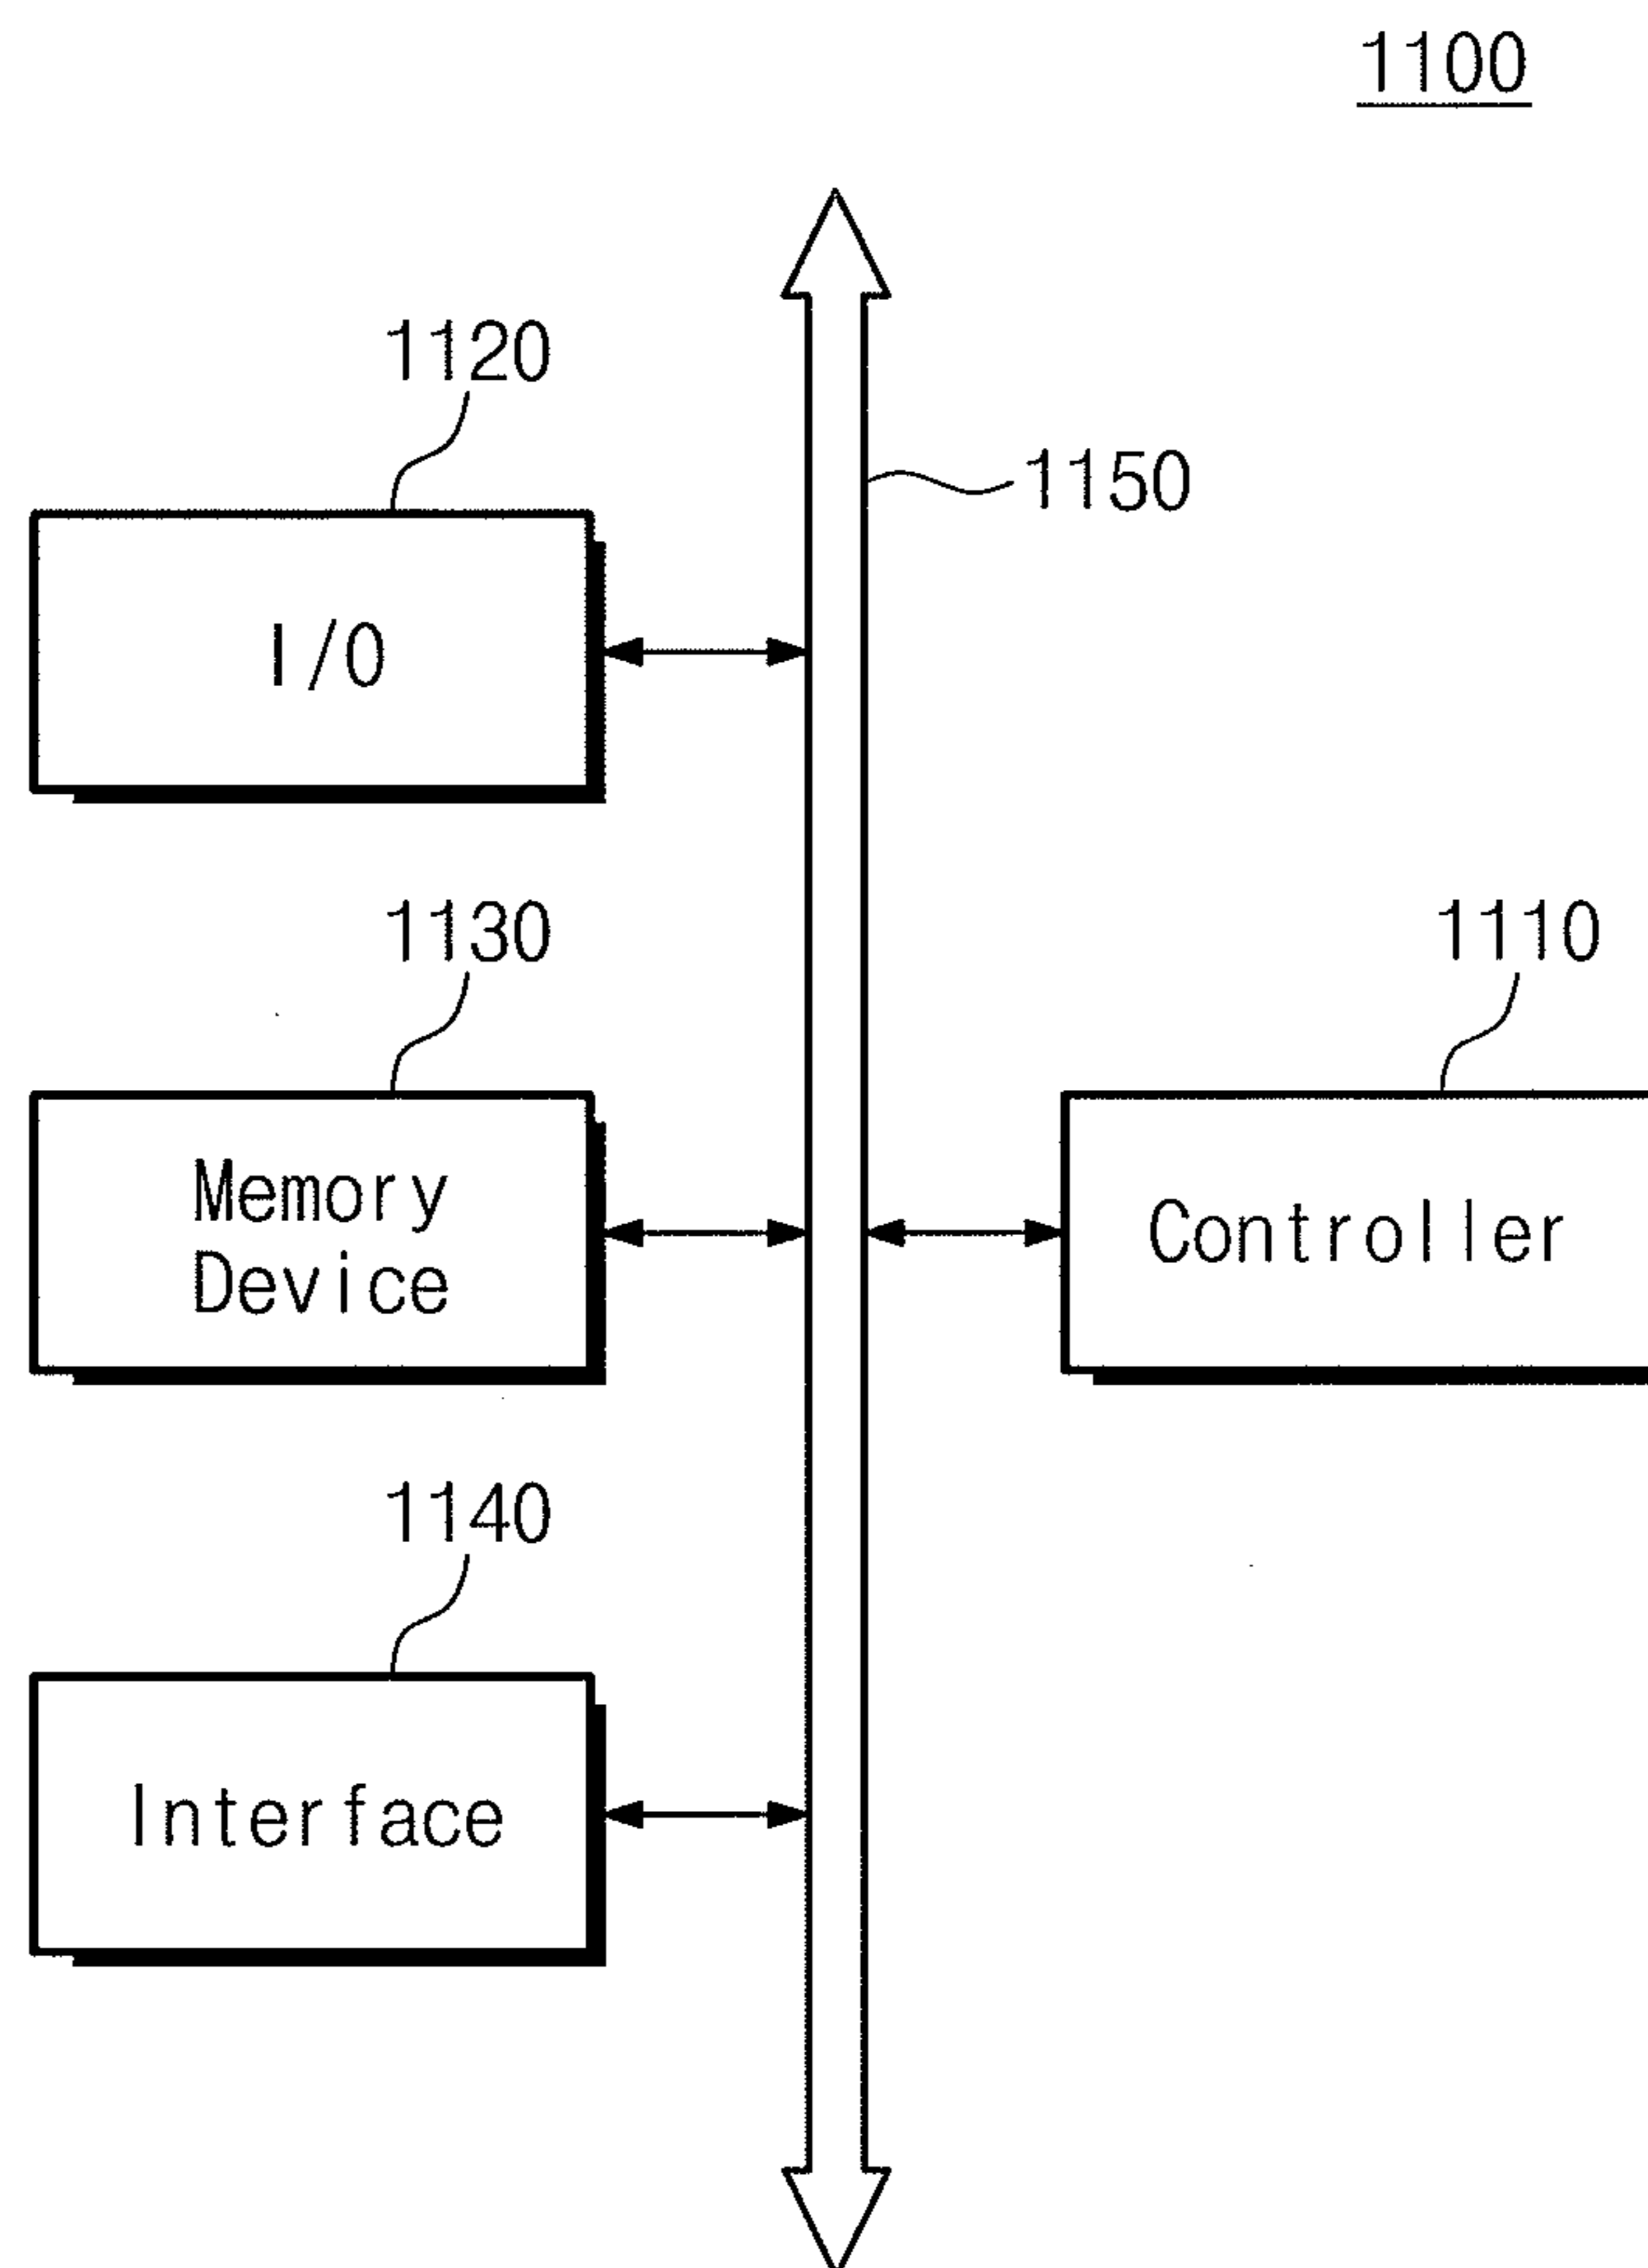 1100
1120
1150
I/O
1130
1110
Memory
Device
Controller
1140
Interface